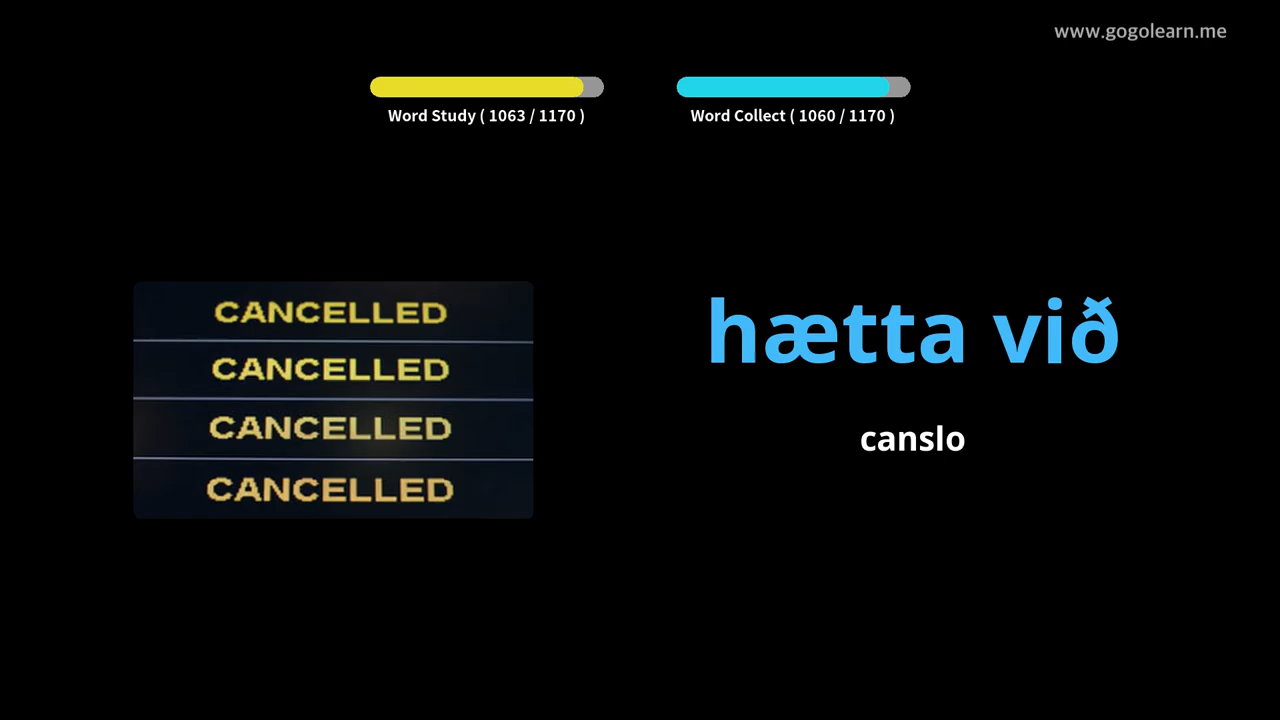 www.gogolearn.me
Word Study ( 1063 / 1170 )
Word Collect ( 1060 / 1170 )
CANCELLED
CANCELLED
CANCELLED
CANCELLED
hætta við
canslo